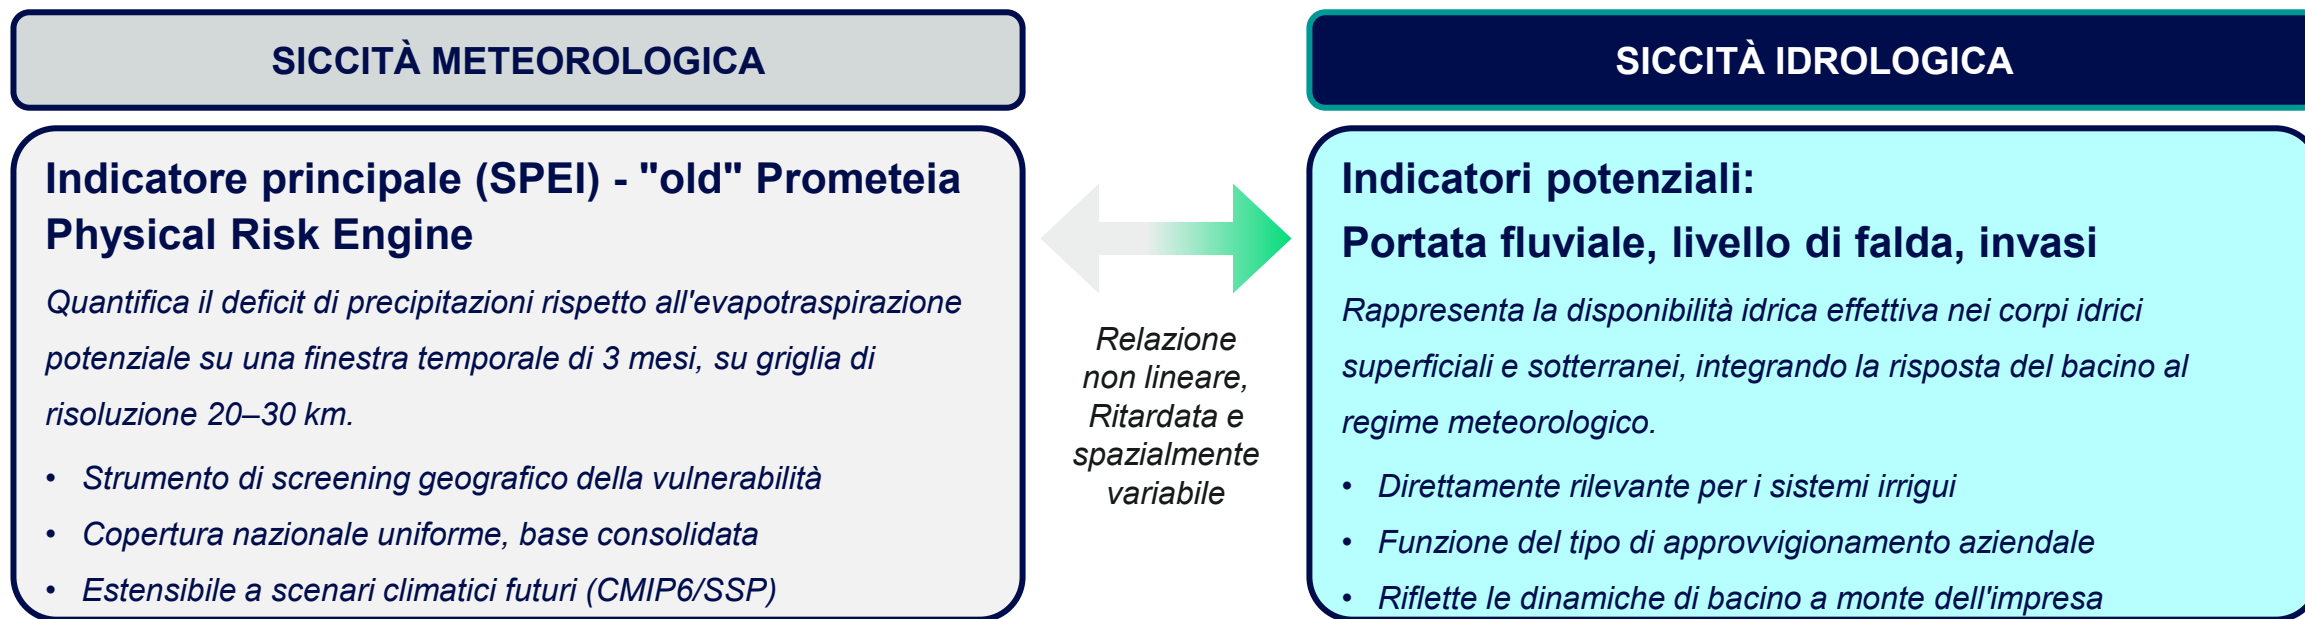 SICCITÀ METEOROLOGICA
Indicatore principale (SPEI) - "old" Prometeia
Physical Risk Engine
Quantifica il deficit di precipitazioni rispetto all'evapotraspirazione
potenziale su una finestra temporale di 3 mesi, su griglia di
risoluzione 20–30 km.
• Strumento di screening geografico della vulnerabilità
• Copertura nazionale uniforme, base consolidata
• Estensibile a scenari climatici futuri (CMIP6/SSP)
Relazione
non lineare,
Ritardata e
spazialmente
variabile
SICCITÀ IDROLOGICA
Indicatori potenziali:
Portata fluviale, livello di falda, invasi
Rappresenta la disponibilità idrica effettiva nei corpi idrici
superficiali e sotterranei, integrando la risposta del bacino al
regime meteorologico.
• Direttamente rilevante per i sistemi irrigui
• Funzione del tipo di approvvigionamento aziendale
• Riflette le dinamiche di bacino a monte dell'impresa